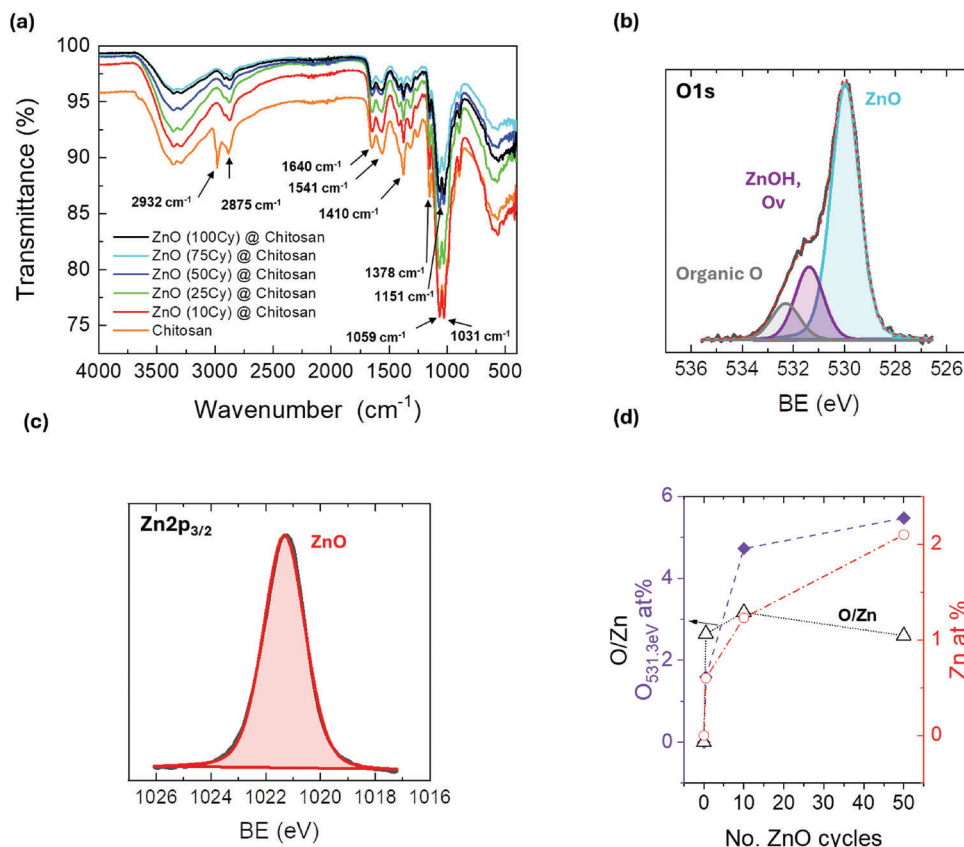 (a)
100
95
90
85
80
75
Transmittance (%)
2932 cm⁻¹
2875 cm⁻¹
1640 cm⁻¹
1541 cm⁻¹
1410 cm⁻¹
1378 cm⁻¹
1151 cm⁻¹
1059 cm⁻¹
1031 cm⁻¹
ZnO (100Cy) @ Chitosan
ZnO (75Cy) @ Chitosan
ZnO (50Cy) @ Chitosan
ZnO (25Cy) @ Chitosan
ZnO (10Cy) @ Chitosan
Chitosan
4000 3500 3000 2500 2000 1500 1000 500
Wavenumber (cm⁻¹)
(b)
O1s
ZnO
ZnOH,
Ov
Organic O
536 534 532 530 528 526
BE (eV)
(c)
Zn2p3/2
ZnO
1026 1024 1022 1020 1018 1016
BE (eV)
(d)
O/Zn
O531.3eV at%
6
4
2
0
O/Zn
2
1
0
Zn at %
0 10 20 30 40 50
No. ZnO cycles